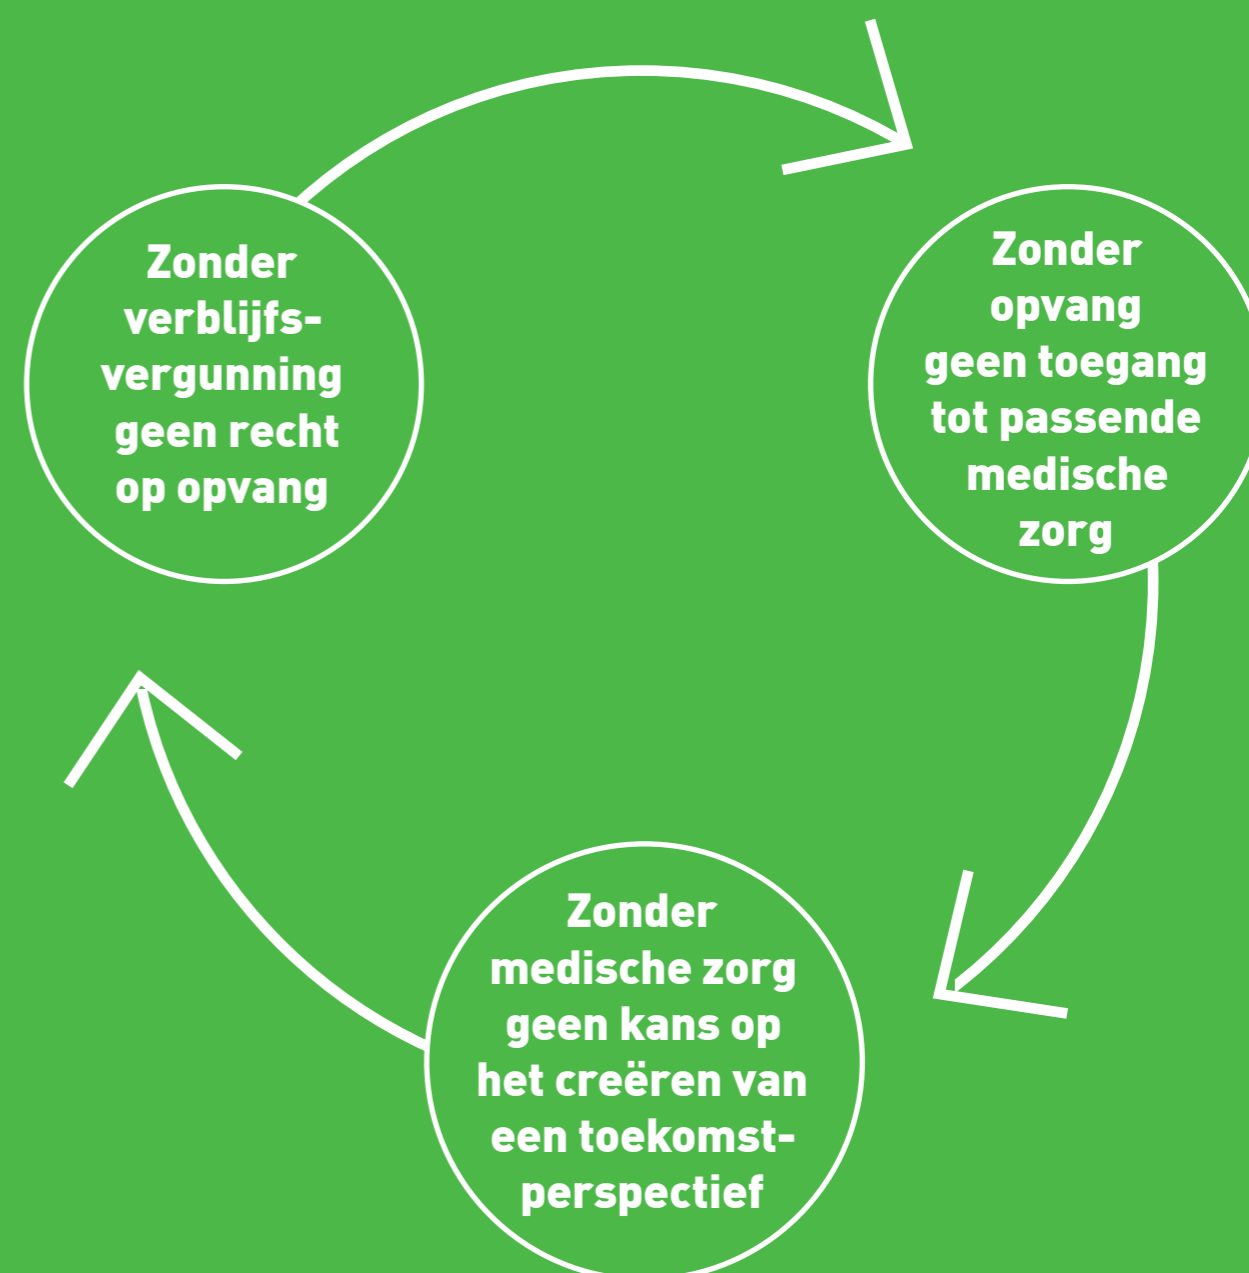 Zonder
verblijfs-
vergunning
geen recht
op opvang
Zonder
opvang
geen toegang
tot passende
medische
zorg
Zonder
medische zorg
geen kans op
het creëren van
een toekomst-
perspectief